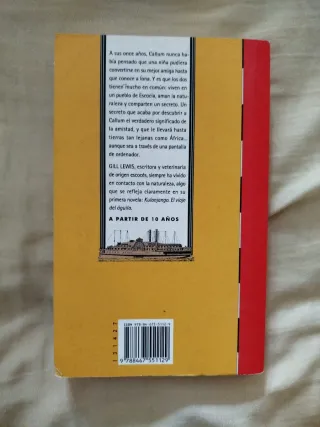 A sus once años, Callum nunca ha-
bía pensado que una niña pudiera
convertirse en su mejor amiga hasta
que conoce a Iona. Y es que los dos
tienen mucho en común: viven en
un pueblo de Escocia, aman la natu-
raleza y comparten un secreto. Un
secreto que acaba por descubrir a
Callum el verdadero significado de
la amistad, y que le llevará hasta
tierras tan lejanas como África...
aunque sea a través de una pantalla
de ordenador.
GILL LEWIS, escritora y veterinaria
de origen escocés, siempre ha vivido
en contacto con la naturaleza, algo
que se refleja claramente en su
primera novela: Kulanjango. El viaje
del águila.
A PARTIR DE 10 AÑOS
9 788467 551129
131427